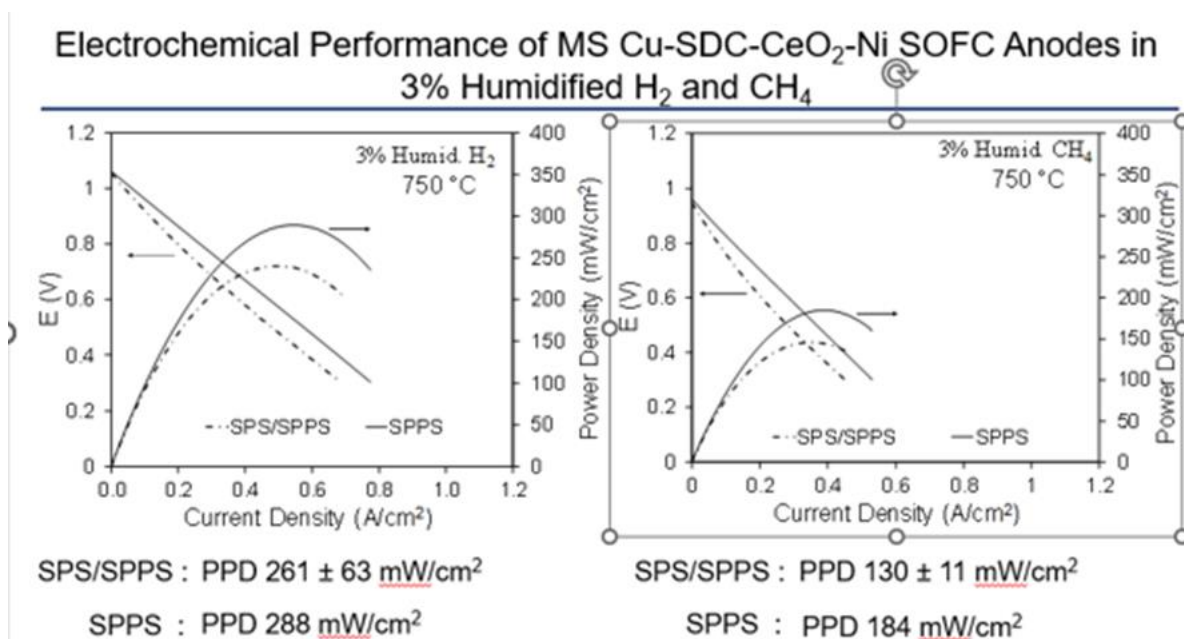 Electrochemical Performance of MS Cu-SDC-CeO₂-Ni SOFC Anodes in
3% Humidified H₂ and CH₄
3% Humid. H₂
750 °C
E (V)
1.2
1
0.8
0.6
0.4
0.2
0
400
350
300
250
200
150
100
50
0
Power Density (mW/cm²)
SPS/SPPS
SPPS
0.0 0.2 0.4 0.6 0.8 1.0 1.2
Current Density (A/cm²)
3% Humid. CH₄
750 °C
E (V)
1.2
1
0.8
0.6
0.4
0.2
0
400
350
300
250
200
150
100
50
0
Power Density (mW/cm²)
SPS/SPPS
SPPS
0 0.2 0.4 0.6 0.8 1 1.2
Current Density (A/cm²)
SPS/SPPS : PPD 261 ± 63 mW/cm²
SPPS : PPD 288 mW/cm²
SPS/SPPS : PPD 130 ± 11 mW/cm²
SPPS : PPD 184 mW/cm²